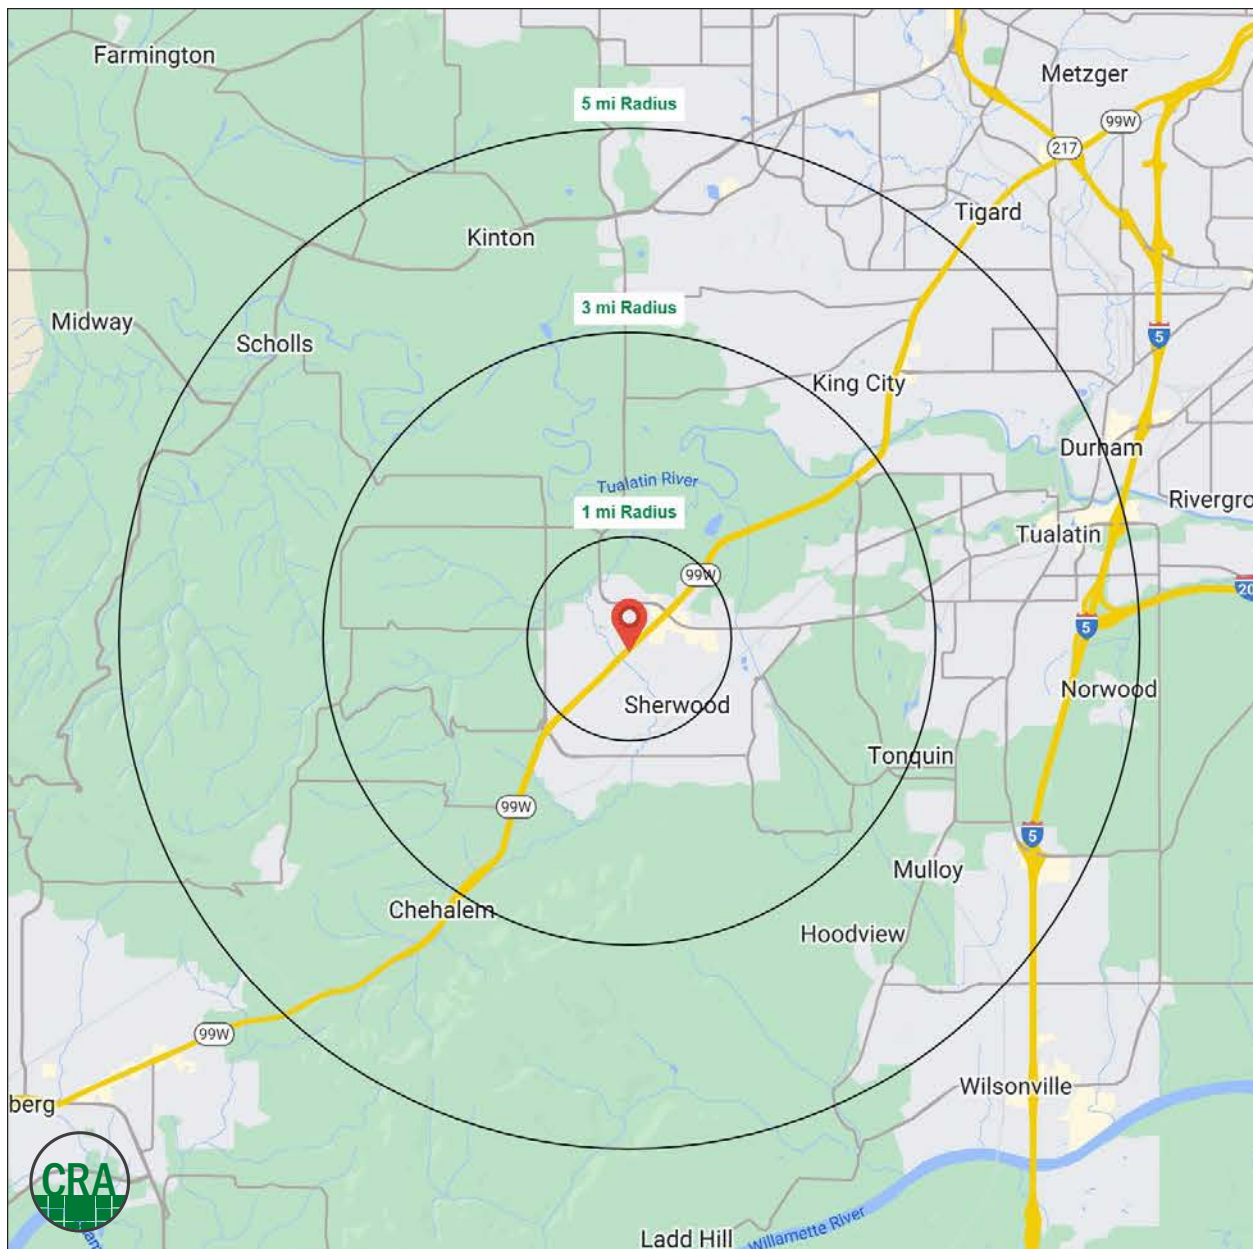 Farmington
Metzger
5 mi Radius
99W
217
Tigard
Kinton
3 mi Radius
Midway
5
Scholls
King City
Durham
Tualatin River
Rivergro
1 mi Radius
Tualatin
99W
20
5
Norwood
Sherwood
Tonquin
99W
5
Mulloy
Chehalem
Hoodview
99W
Wilsonville
berg
CRA
Willamette River
Ladd Hill